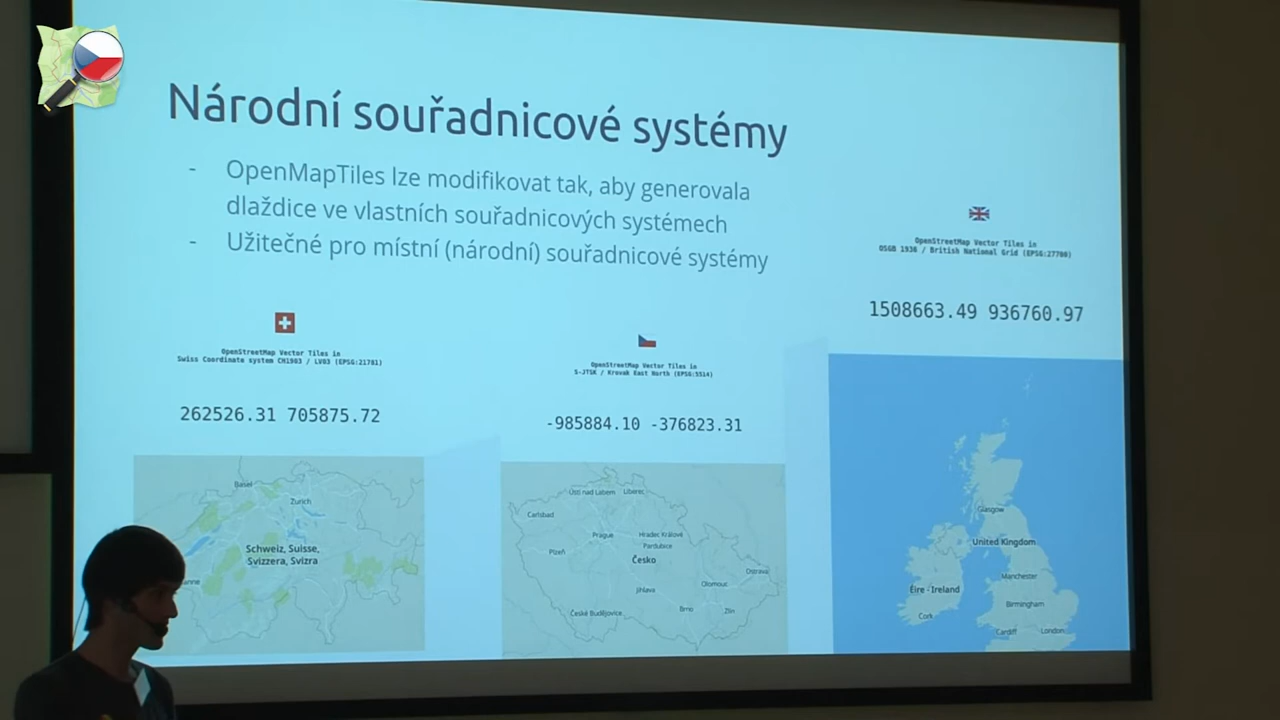 Národní souřadnicové systémy
- OpenMapTiles lze modifikovat tak, aby generovala
dlaždice ve vlastních souřadnicových systémech
- Užitečné pro místní (národní) souřadnicové systémy
OpenStreetMap Vector Tiles in
OSGB 1936 / British National Grid (EPSG:27700)
1508663.49 936760.97
OpenStreetMap Vector Tiles in
Swiss Coordinate system CH1903 / LV03 (EPSG:21781)
262526.31 705875.72
OpenStreetMap Vector Tiles in
S-JTSK / Krovak East North (EPSG:5514)
-985884.10 -376823.31
Basel
Zurich
Schweiz, Suisse,
Svizzera, Svizra
anne
Ústí nad Labem
Liberec
Carlsbad
Prague
Hradec Králové
Pardubice
Plzeň
Česko
Ostrava
Olomouc
Jihlava
Brno
Zlín
České Budějovice
Glasgow
United Kingdom
Manchester
Éire - Ireland
Birmingham
Cork
Cardiff
London